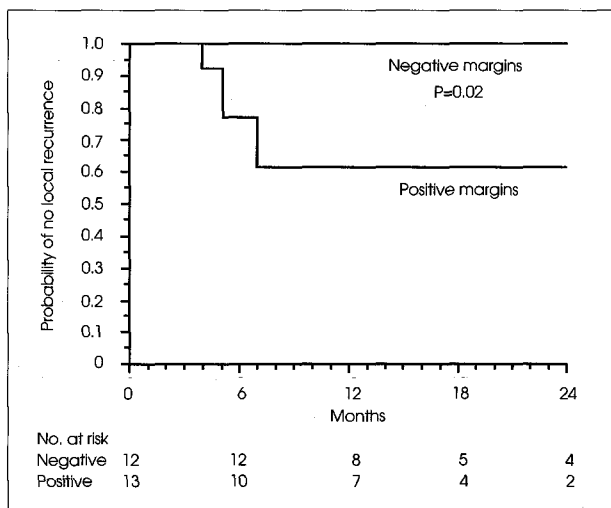 Probability of no local recurrence
1.0
0.9
0.8
0.7
0.6
0.5
0.4
0.3
0.2
0.1
0
Negative margins
P=0.02
Positive margins
0 6 12 18 24
Months
No. at risk
Negative 12 12 8 5 4
Positive 13 10 7 4 2